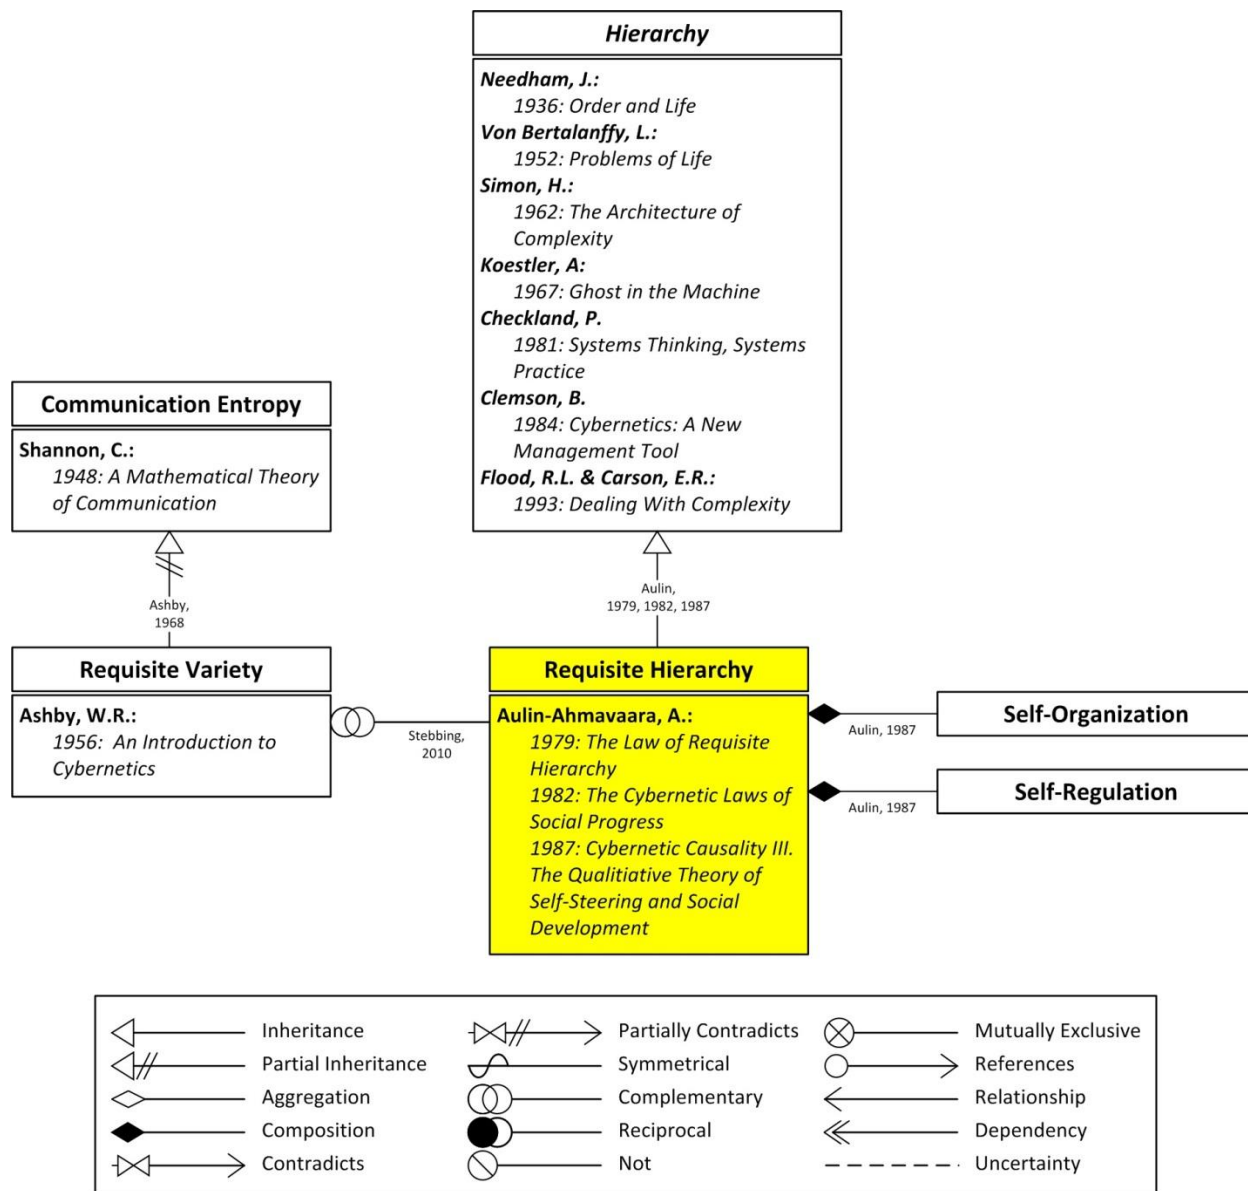 Hierarchy
Needham, J.:
1936: Order and Life
Von Bertalanffy, L.:
1952: Problems of Life
Simon, H.:
1962: The Architecture of
Complexity
Koestler, A:
1967: Ghost in the Machine
Checkland, P.
1981: Systems Thinking, Systems
Practice
Clemson, B.
1984: Cybernetics: A New
Management Tool
Flood, R.L. & Carson, E.R.:
1993: Dealing With Complexity
Communication Entropy
Shannon, C.:
1948: A Mathematical Theory
of Communication
Ashby,
1968
Aulin,
1979, 1982, 1987
Requisite Variety
Ashby, W.R.:
1956: An Introduction to
Cybernetics
Stebbing,
2010
Requisite Hierarchy
Aulin-Ahmavaara, A.:
1979: The Law of Requisite
Hierarchy
1982: The Cybernetic Laws of
Social Progress
1987: Cybernetic Causality III.
The Qualitiative Theory of
Self-Steering and Social
Development
Aulin, 1987
Self-Organization
Aulin, 1987
Self-Regulation
Inheritance
Partial Inheritance
Aggregation
Composition
Contradicts
Partially Contradicts
Symmetrical
Complementary
Reciprocal
Not
Mutually Exclusive
References
Relationship
Dependency
Uncertainty